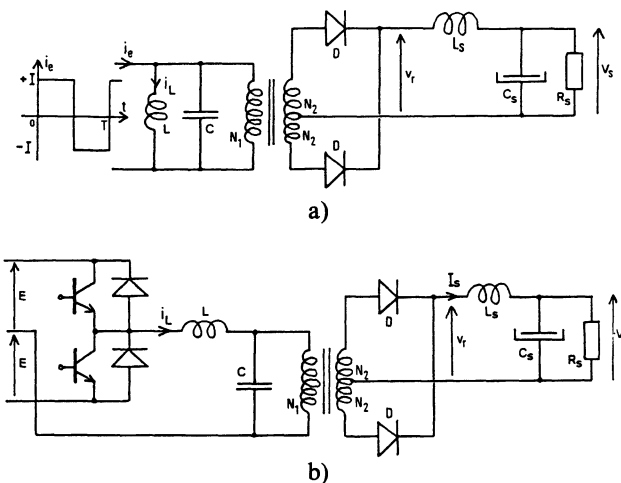 i_e
+I
o
T
t
-I
i_e
i_L
L
C
N_1
N_2
N_2
D
D
v_r
L_s
C_s
R_s
V_s
a)
E
E
i_L
L
C
N_1
N_2
N_2
D
D
I_s
v_r
L_s
C_s
R_s
b)